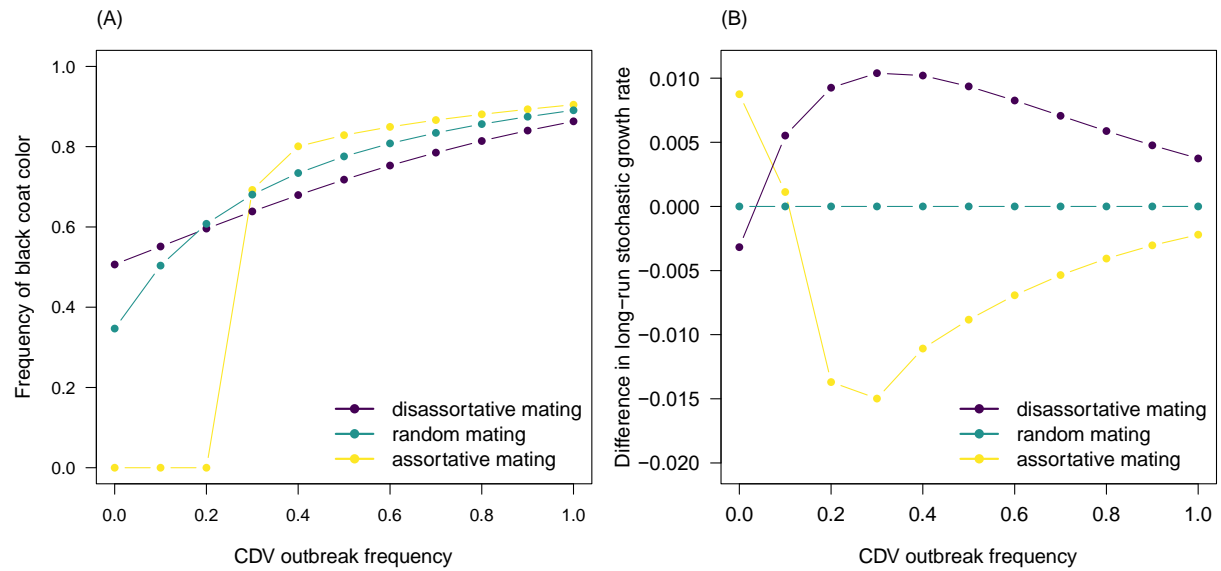 (A)
Frequency of black coat color
1.0
0.8
0.6
0.4
0.2
0.0
disassortative mating
random mating
assortative mating
0.0 0.2 0.4 0.6 0.8 1.0
CDV outbreak frequency
(B)
Difference in long−run stochastic growth rate
0.010
0.005
0.000
−0.005
−0.010
−0.015
−0.020
disassortative mating
random mating
assortative mating
0.0 0.2 0.4 0.6 0.8 1.0
CDV outbreak frequency